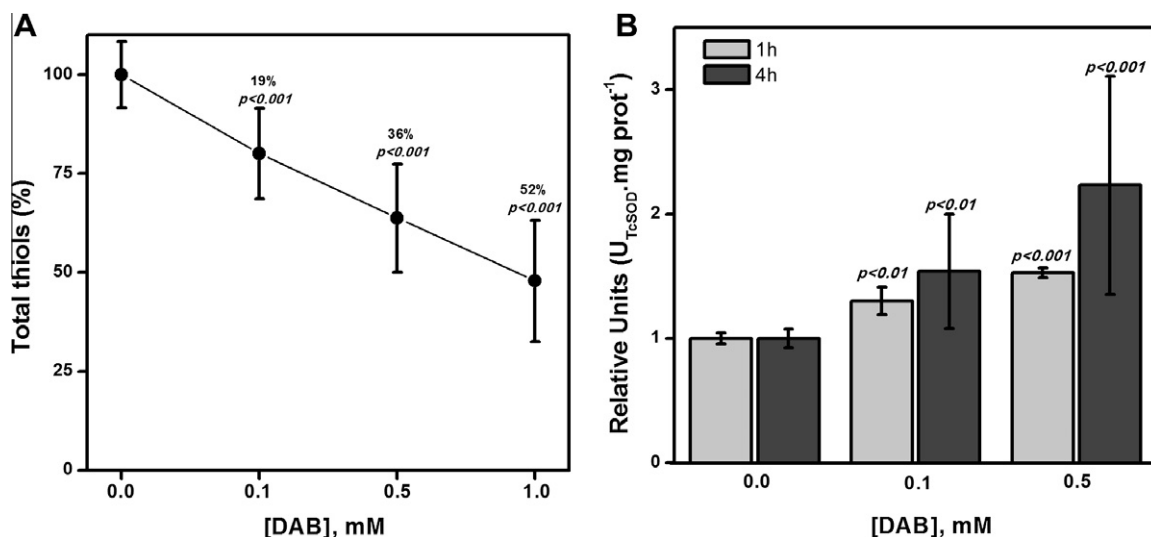 A
Total thiols (%)
100
75
50
25
0
19%
p<0.001
36%
p<0.001
52%
p<0.001
0.0 0.1 0.5 1.0
[DAB], mM
B
1h
4h
Relative Units (U_TcSOD.mg prot⁻¹)
3
2
1
0
p<0.01
p<0.01
p<0.001
p<0.001
0.0 0.1 0.5
[DAB], mM